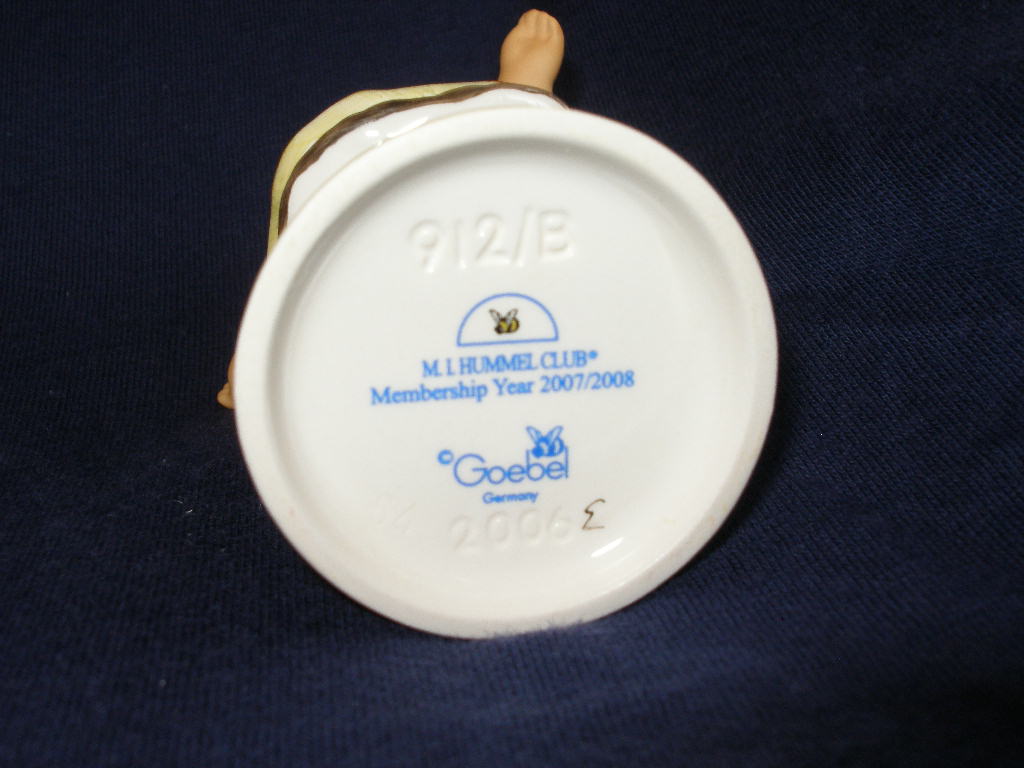 912/B
M. I. HUMMEL CLUB®
Membership Year 2007/2008
© Goebel
Germany
2006 Σ